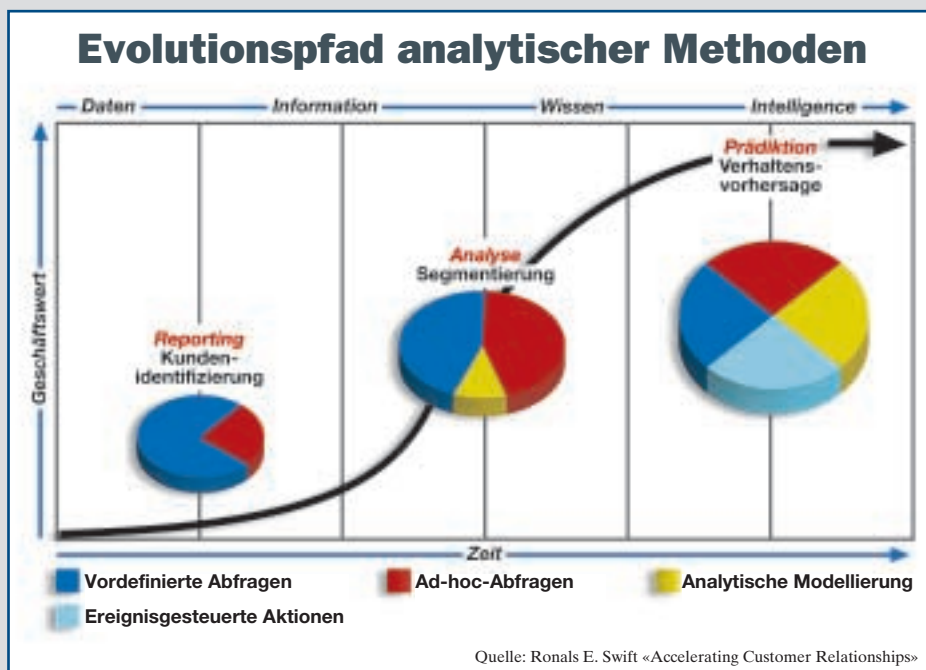 Evolutionspfad analytischer Methoden
Daten Information Wissen Intelligence
Prädiktion
Verhaltens-
vorhersage
Analyse
Segmentierung
Reporting
Kunden-
identifizierung
Geschäftswert
Zeit
Vordefinierte Abfragen Ad-hoc-Abfragen Analytische Modellierung
Ereignisgesteuerte Aktionen
Quelle: Ronals E. Swift «Accelerating Customer Relationships»